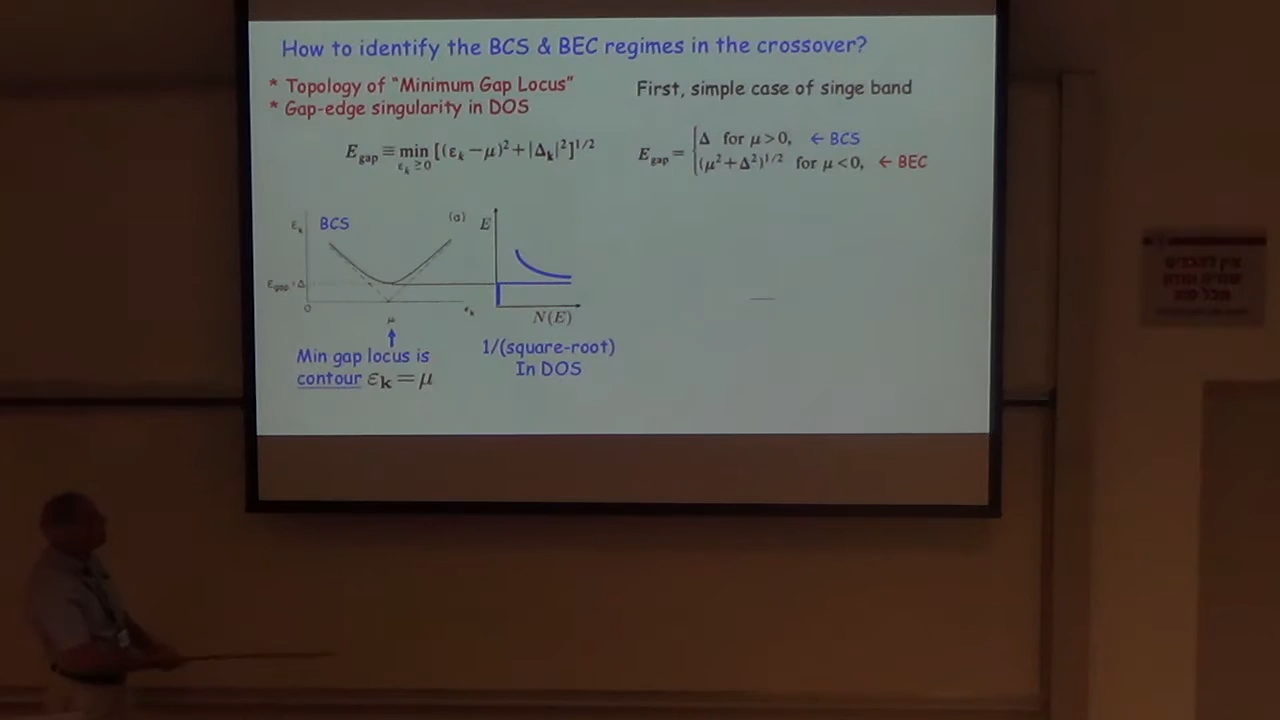 How to identify the BCS & BEC regimes in the crossover?
* Topology of "Minimum Gap Locus"
* Gap-edge singularity in DOS
E_gap ≡ min_{ε_k ≥ 0} [(ε_k − μ)² + |Δ_k|²]^{1/2}
First, simple case of singe band
E_gap = { Δ for μ > 0, ← BCS
(μ² + Δ²)^{1/2} for μ < 0, ← BEC
ε_k BCS (a)
E_gap = Δ
0 μ ε_k
E
N(E)
Min gap locus is
contour ε_k = μ
1/(square-root)
In DOS